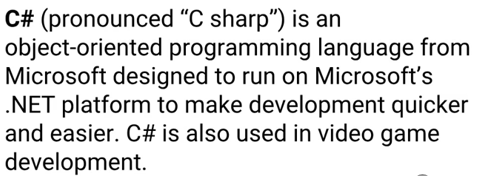 C# (pronounced “C sharp”) is an
object-oriented programming language from
Microsoft designed to run on Microsoft’s
.NET platform to make development quicker
and easier. C# is also used in video game
development.